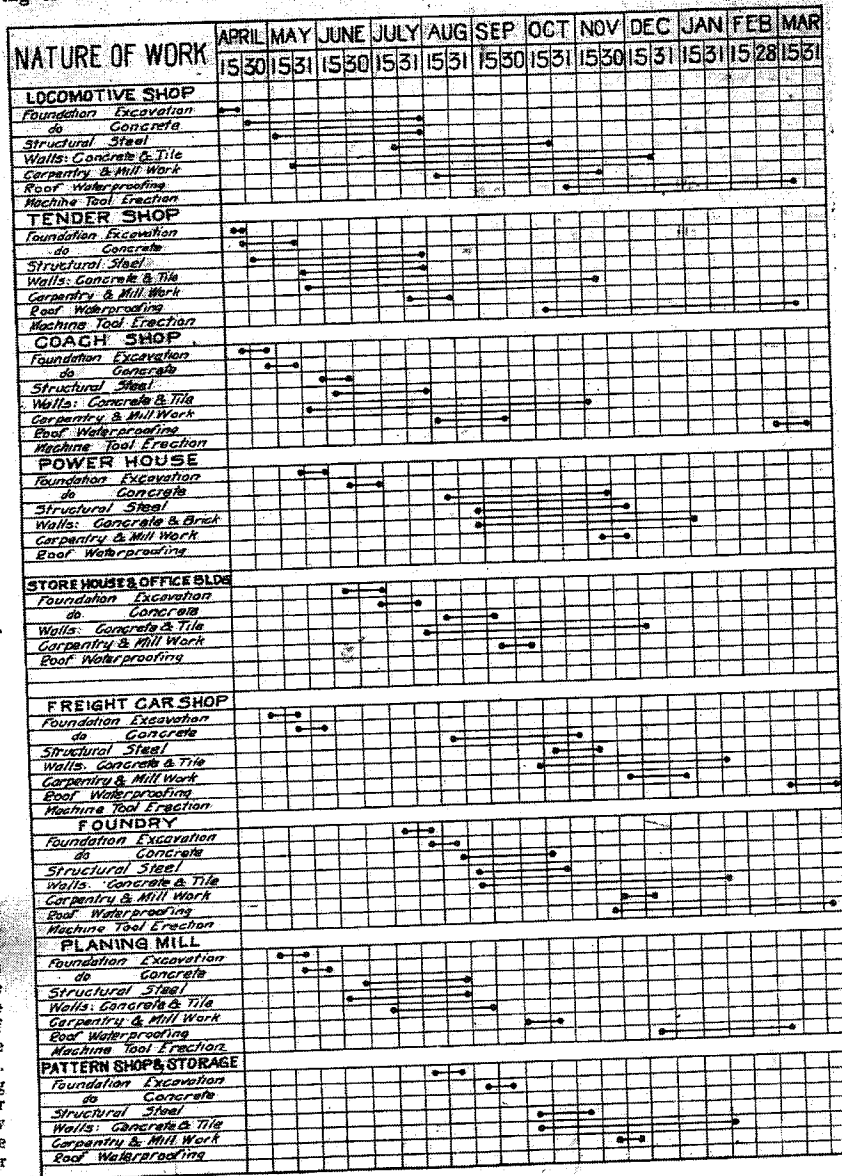 NATURE OF WORK APRIL MAY JUNE JULY AUG SEP OCT NOV DEC JAN FEB MAR
15 30 15 31 15 30 15 31 15 31 15 30 15 31 15 30 15 31 15 31 15 28 15 31
LOCOMOTIVE SHOP
Foundation Excavation
do Concrete
Structural Steel
Walls: Concrete & Tile
Carpentry & Mill Work
Roof Waterproofing
Machine Tool Erection
TENDER SHOP
Foundation Excavation
do Concrete
Structural Steel
Walls: Concrete & Tile
Carpentry & Mill Work
Roof Waterproofing
Machine Tool Erection
COACH SHOP
Foundation Excavation
do Concrete
Structural Steel
Walls: Concrete & Tile
Carpentry & Mill Work
Roof Waterproofing
Machine Tool Erection
POWER HOUSE
Foundation Excavation
do Concrete
Structural Steel
Walls: Concrete & Brick
Carpentry & Mill Work
Roof Waterproofing
STORE HOUSE & OFFICE BLDG
Foundation Excavation
do Concrete
Walls: Concrete & Tile
Carpentry & Mill Work
Roof Waterproofing
FREIGHT CAR SHOP
Foundation Excavation
do Concrete
Structural Steel
Walls. Concrete & Tile
Carpentry & Mill Work
Roof Waterproofing
Machine Tool Erection
FOUNDRY
Foundation Excavation
do Concrete
Structural Steel
Walls. Concrete & Tile
Carpentry & Mill Work
Roof Waterproofing
Machine Tool Erection
PLANING MILL
Foundation Excavation
do Concrete
Structural Steel
Walls: Concrete & Tile
Carpentry & Mill Work
Roof Waterproofing
Machine Tool Erection
PATTERN SHOP & STORAGE
Foundation Excavation
do Concrete
Structural Steel
Walls: Concrete & Tile
Carpentry & Mill Work
Roof Waterproofing